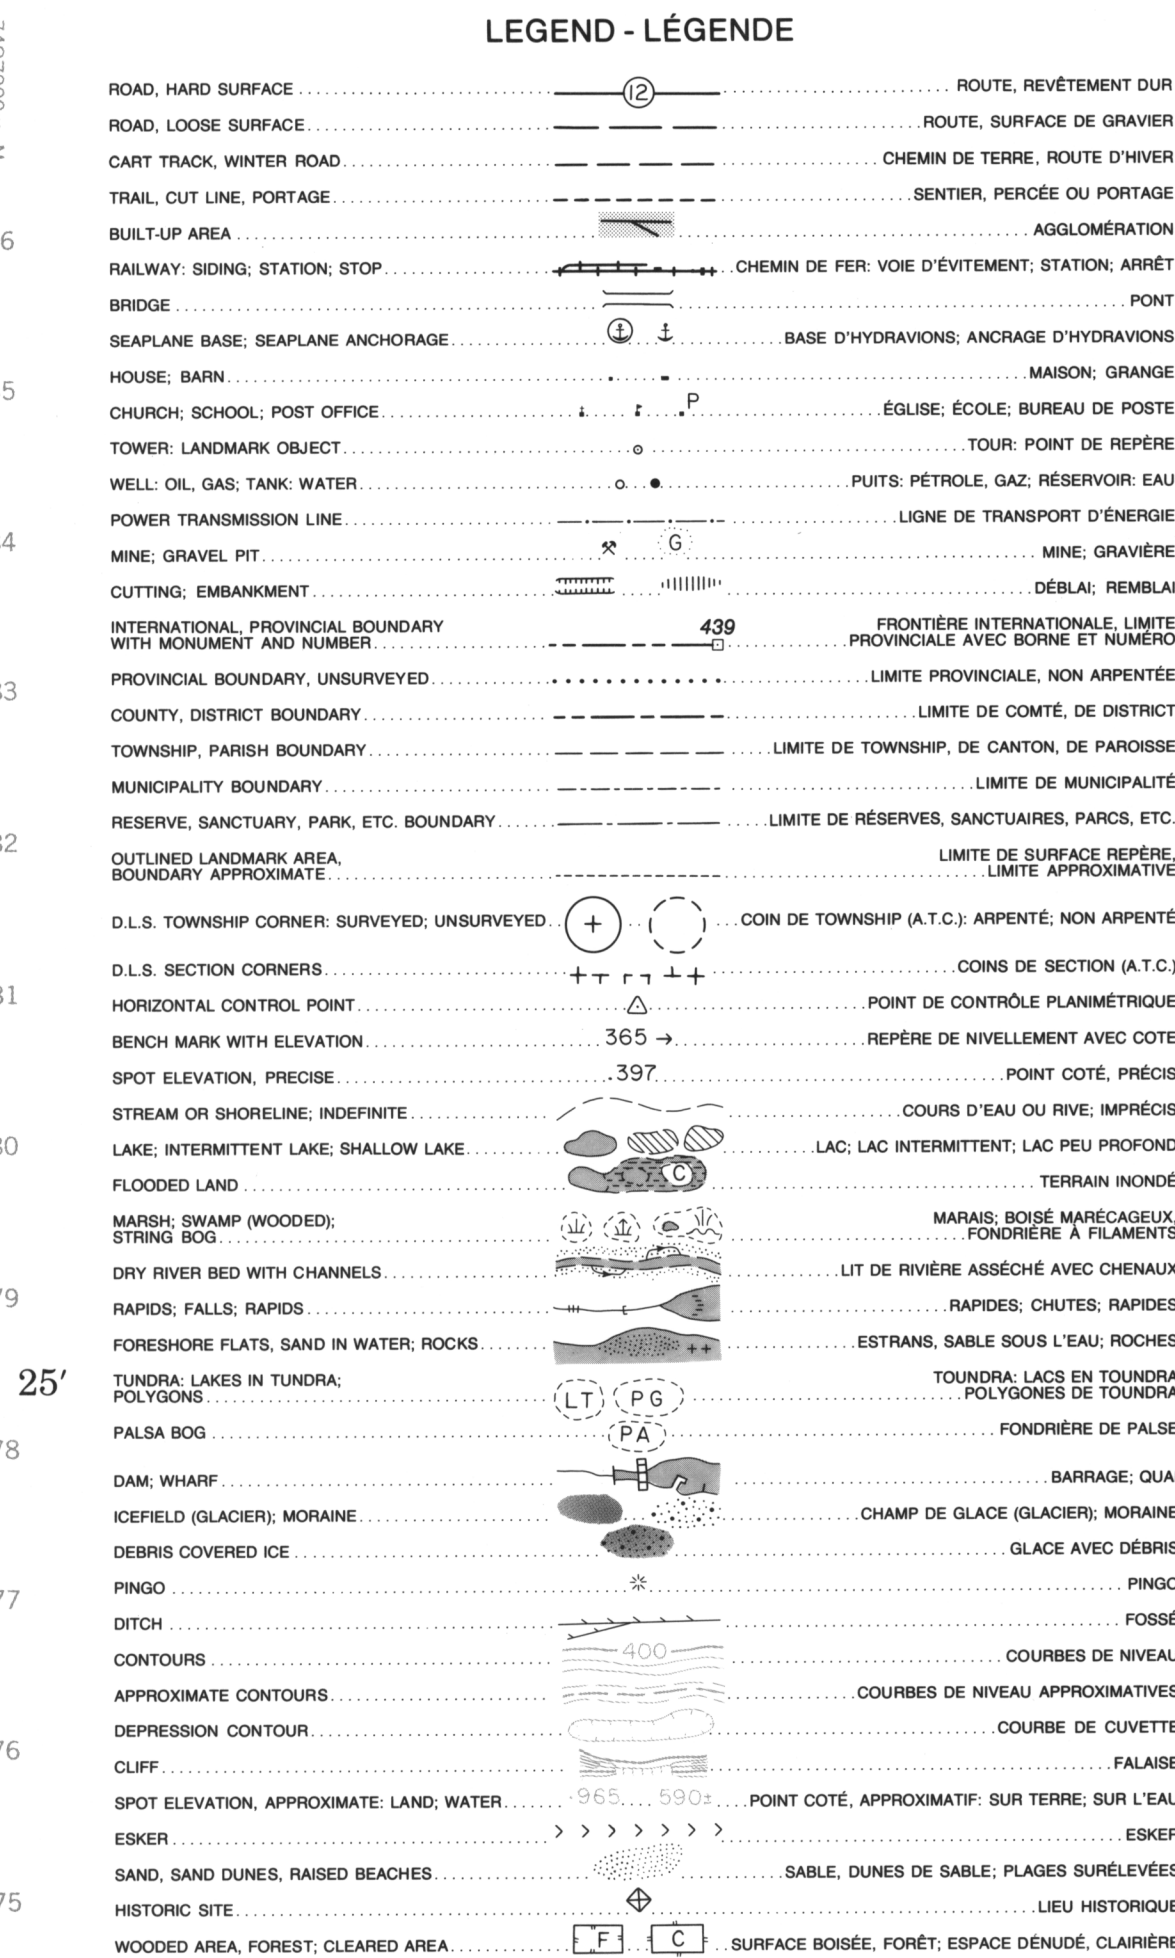 LEGEND - LÉGENDE
ROAD, HARD SURFACE 12 ROUTE, REVÊTEMENT DUR
ROAD, LOOSE SURFACE ROUTE, SURFACE DE GRAVIER
CART TRACK, WINTER ROAD CHEMIN DE TERRE, ROUTE D'HIVER
TRAIL, CUT LINE, PORTAGE SENTIER, PERCÉE OU PORTAGE
6 BUILT-UP AREA AGGLOMÉRATION
RAILWAY: SIDING; STATION; STOP CHEMIN DE FER: VOIE D'ÉVITEMENT; STATION; ARRÊT
BRIDGE PONT
SEAPLANE BASE; SEAPLANE ANCHORAGE BASE D'HYDRAVIONS; ANCRAGE D'HYDRAVIONS
HOUSE; BARN MAISON; GRANGE
5
CHURCH; SCHOOL; POST OFFICE P ÉGLISE; ÉCOLE; BUREAU DE POSTE
TOWER: LANDMARK OBJECT TOUR: POINT DE REPÈRE
WELL: OIL, GAS; TANK: WATER PUITS: PÉTROLE, GAZ; RÉSERVOIR: EAU
POWER TRANSMISSION LINE LIGNE DE TRANSPORT D'ÉNERGIE
4 MINE; GRAVEL PIT G MINE; GRAVIÈRE
CUTTING; EMBANKMENT DÉBLAI; REMBLAI
INTERNATIONAL, PROVINCIAL BOUNDARY 439 FRONTIÈRE INTERNATIONALE, LIMITE
WITH MONUMENT AND NUMBER PROVINCIALE AVEC BORNE ET NUMÉRO
PROVINCIAL BOUNDARY, UNSURVEYED LIMITE PROVINCIALE, NON ARPENTÉE
33
COUNTY, DISTRICT BOUNDARY LIMITE DE COMTÉ, DE DISTRICT
TOWNSHIP, PARISH BOUNDARY LIMITE DE TOWNSHIP, DE CANTON, DE PAROISSE
MUNICIPALITY BOUNDARY LIMITE DE MUNICIPALITÉ
RESERVE, SANCTUARY, PARK, ETC. BOUNDARY LIMITE DE RÉSERVES, SANCTUAIRES, PARCS, ETC.
32
OUTLINED LANDMARK AREA, LIMITE DE SURFACE REPÈRE,
BOUNDARY APPROXIMATE LIMITE APPROXIMATIVE
D.L.S. TOWNSHIP CORNER: SURVEYED; UNSURVEYED COIN DE TOWNSHIP (A.T.C.): ARPENTÉ; NON ARPENTÉ
D.L.S. SECTION CORNERS COINS DE SECTION (A.T.C.)
31 HORIZONTAL CONTROL POINT POINT DE CONTRÔLE PLANIMÉTRIQUE
BENCH MARK WITH ELEVATION 365 → REPÈRE DE NIVELLEMENT AVEC COTE
SPOT ELEVATION, PRECISE .397 POINT COTÉ, PRÉCIS
STREAM OR SHORELINE; INDEFINITE COURS D'EAU OU RIVE; IMPRÉCIS
30 LAKE; INTERMITTENT LAKE; SHALLOW LAKE LAC; LAC INTERMITTENT; LAC PEU PROFOND
FLOODED LAND C TERRAIN INONDÉ
MARSH; SWAMP (WOODED); MARAIS; BOISÉ MARÉCAGEUX,
STRING BOG FONDRIÈRE À FILAMENTS
DRY RIVER BED WITH CHANNELS LIT DE RIVIÈRE ASSÉCHÉ AVEC CHENAUX
79 RAPIDS; FALLS; RAPIDS RAPIDES; CHUTES; RAPIDES
FORESHORE FLATS, SAND IN WATER; ROCKS ESTRANS, SABLE SOUS L'EAU; ROCHES
25′ TUNDRA: LAKES IN TUNDRA; TOUNDRA: LACS EN TOUNDRA
POLYGONS LT PG POLYGONES DE TOUNDRA
PALSA BOG PA FONDRIÈRE DE PALSE
78
DAM; WHARF BARRAGE; QUAI
ICEFIELD (GLACIER); MORAINE CHAMP DE GLACE (GLACIER); MORAINE
DEBRIS COVERED ICE GLACE AVEC DÉBRIS
PINGO PINGO
77
DITCH FOSSÉ
CONTOURS 400 COURBES DE NIVEAU
APPROXIMATE CONTOURS COURBES DE NIVEAU APPROXIMATIVES
DEPRESSION CONTOUR COURBE DE CUVETTE
76
CLIFF FALAISE
SPOT ELEVATION, APPROXIMATE: LAND; WATER ·965 590± POINT COTÉ, APPROXIMATIF: SUR TERRE; SUR L'EAU
ESKER ESKER
SAND, SAND DUNES, RAISED BEACHES SABLE, DUNES DE SABLE; PLAGES SURÉLEVÉES
75 HISTORIC SITE LIEU HISTORIQUE
WOODED AREA, FOREST; CLEARED AREA F C SURFACE BOISÉE, FORÊT; ESPACE DÉNUDÉ, CLAIRIÈRE